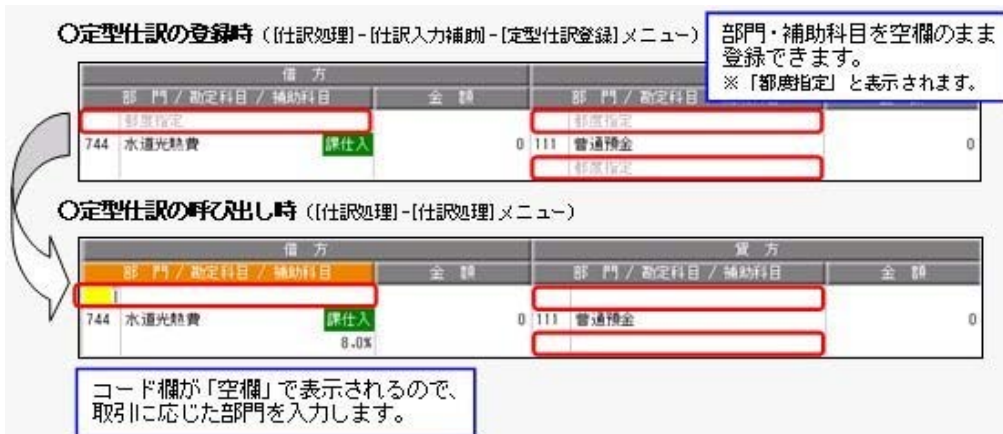 〇定型仕訳の登録時（[仕訳処理]-[仕訳入力補助]-[定型仕訳登録]メニュー）
部門・補助科目を空欄のまま
登録できます。
※「都度指定」と表示されます。
借 方
部 門 / 勘定科目 / 補助科目 金 額 部 門 / 勘定科目
都度指定
744 水道光熱費 課仕入 0 111 普通預金 0
都度指定
〇定型仕訳の呼び出し時（[仕訳処理]-[仕訳処理]メニュー）
借 方 貸 方
部 門 / 勘定科目 / 補助科目 金 額 部 門 / 勘定科目 / 補助科目 金 額
744 水道光熱費 課仕入 0 111 普通預金 0
8.0%
コード欄が「空欄」で表示されるので、
取引に応じた部門を入力します。